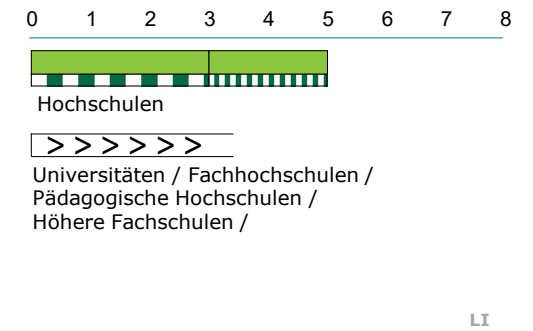 0 1 2 3 4 5 6 7 8
Hochschulen
> > > > > >
Universitäten / Fachhochschulen /
Pädagogische Hochschulen /
Höhere Fachschulen /
LI